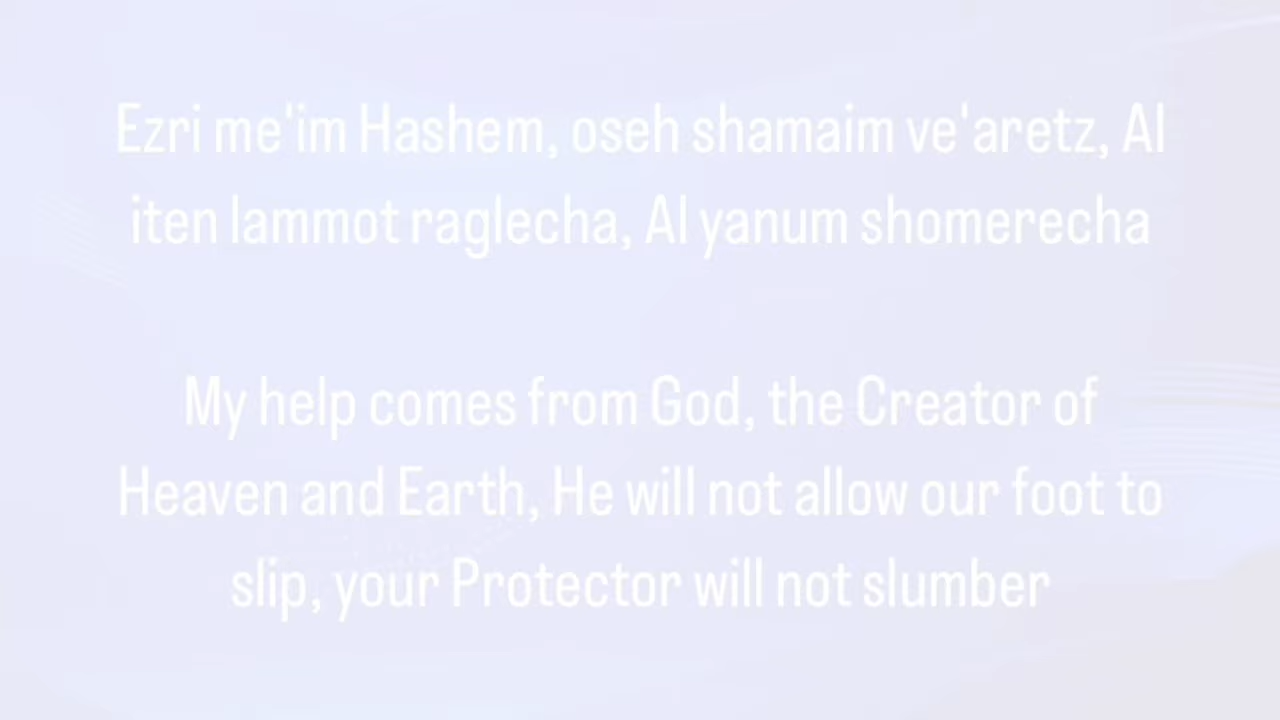 Ezri me'im Hashem, oseh shamaim ve'aretz, Al
iten lammot raglecha, Al yanum shomerecha
My help comes from God, the Creator of
Heaven and Earth, He will not allow our foot to
slip, your Protector will not slumber